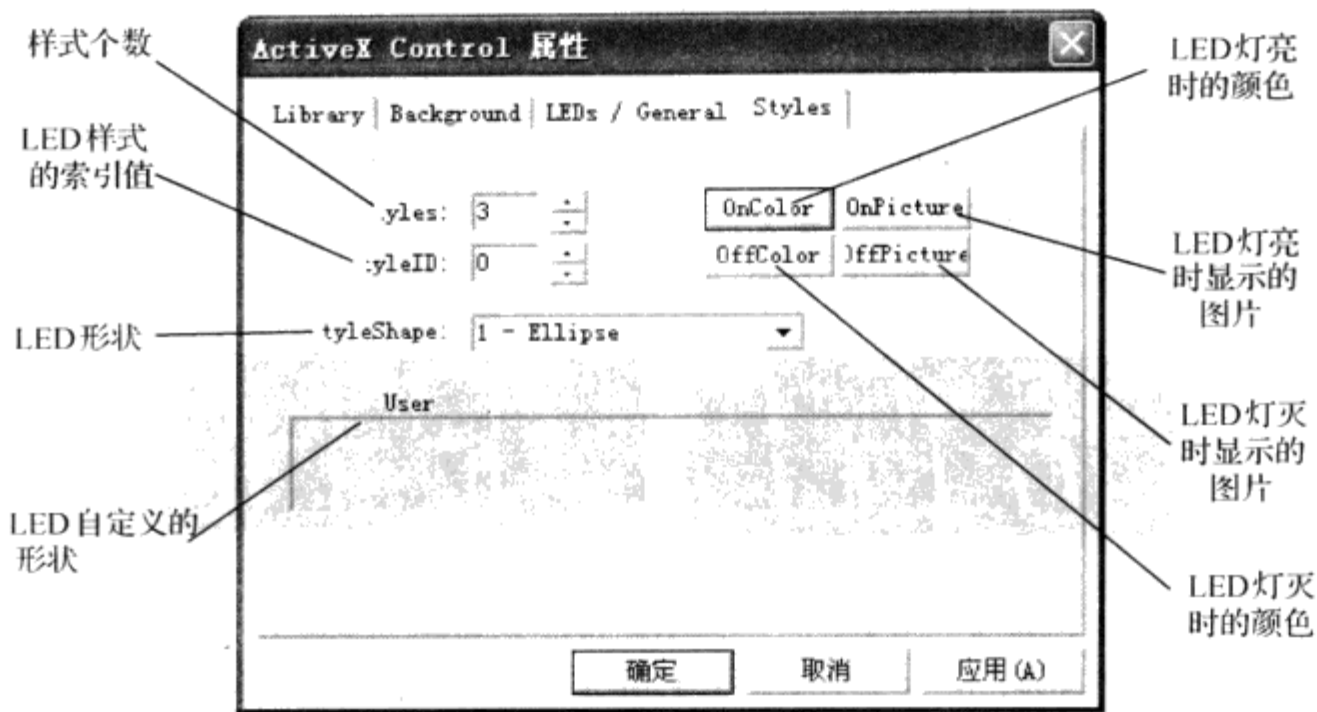 样式个数
LED样式
的索引值
LED形状
LED自定义的
形状
ActiveX Control 属性
Library Background LEDs / General Styles
.yles: 3
:yleID: 0
tyleShape: 1 - Ellipse
OnColor OnPicture
OffColor )ffPicture
User
确定 取消 应用(A)
LED灯亮
时的颜色
LED灯亮
时显示的
图片
LED灯灭
时显示的
图片
LED灯灭
时的颜色